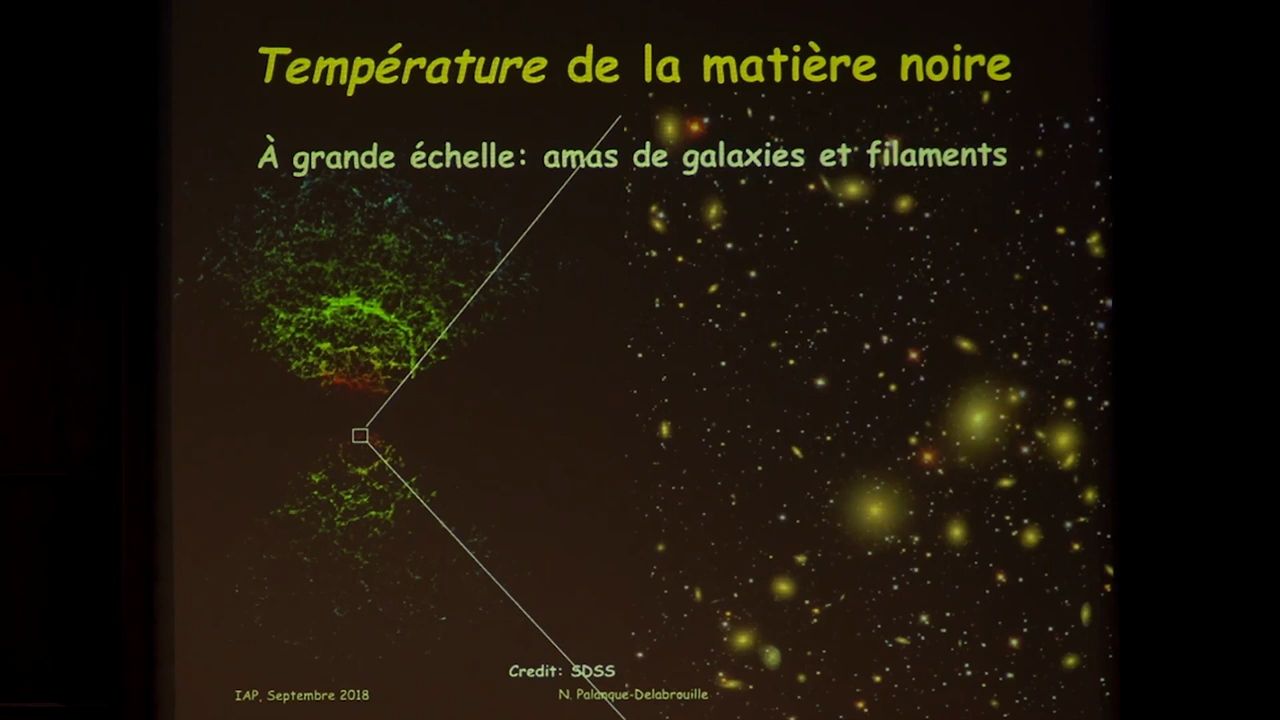 Température de la matière noire
À grande échelle: amas de galaxies et filaments
Credit: SDSS
IAP, Septembre 2018
N. Palanque-Delabrouille